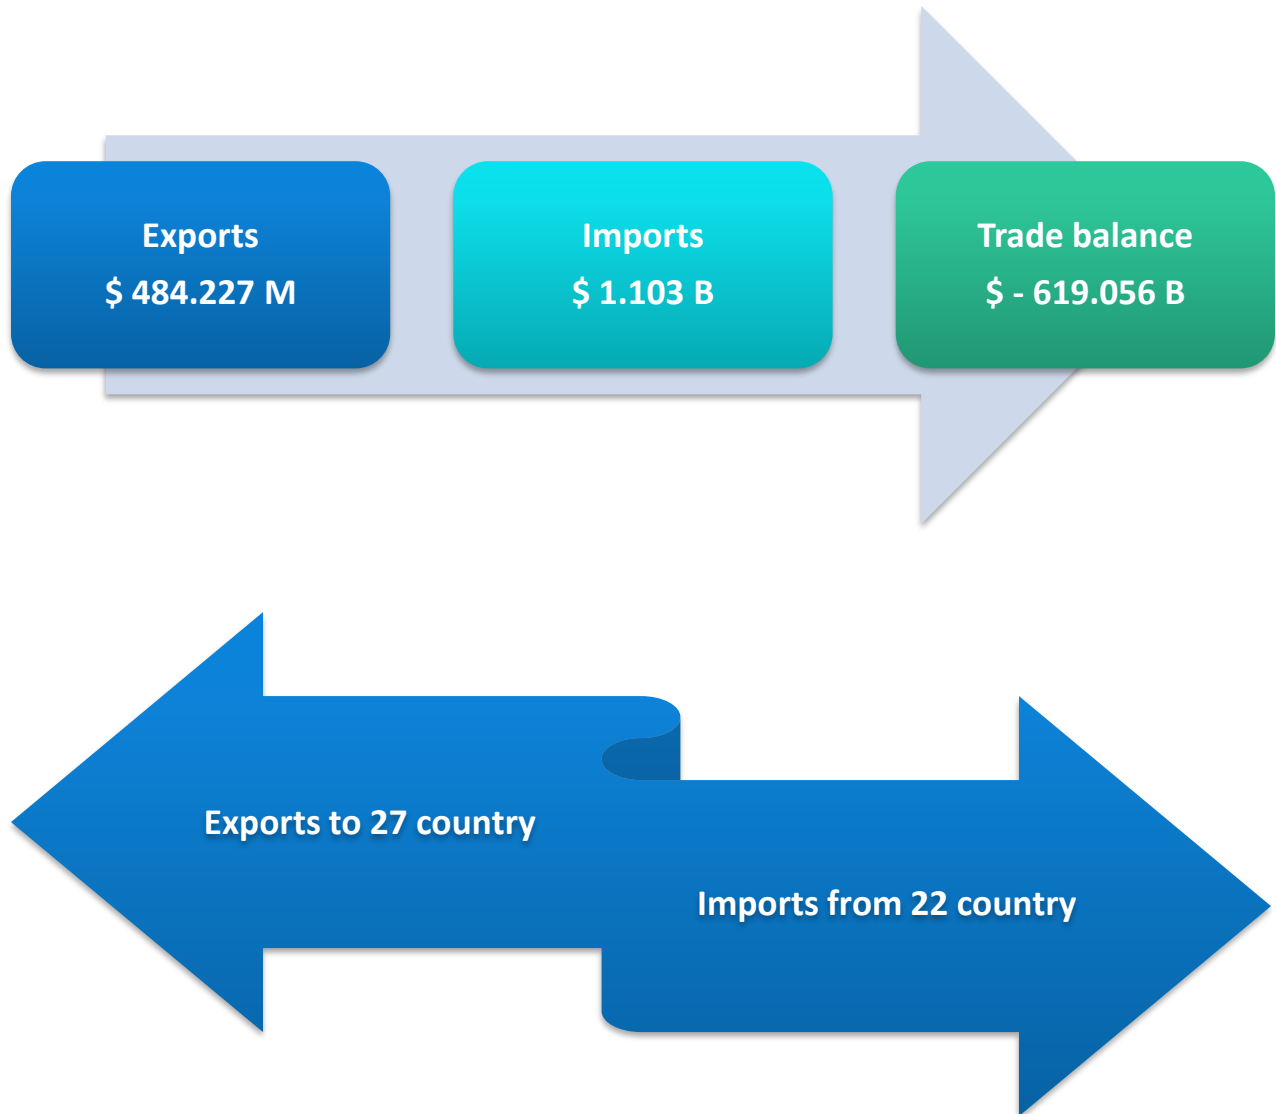 Exports
$ 484.227 M
Imports
$ 1.103 B
Trade balance
$ - 619.056 B
Exports to 27 country
Imports from 22 country